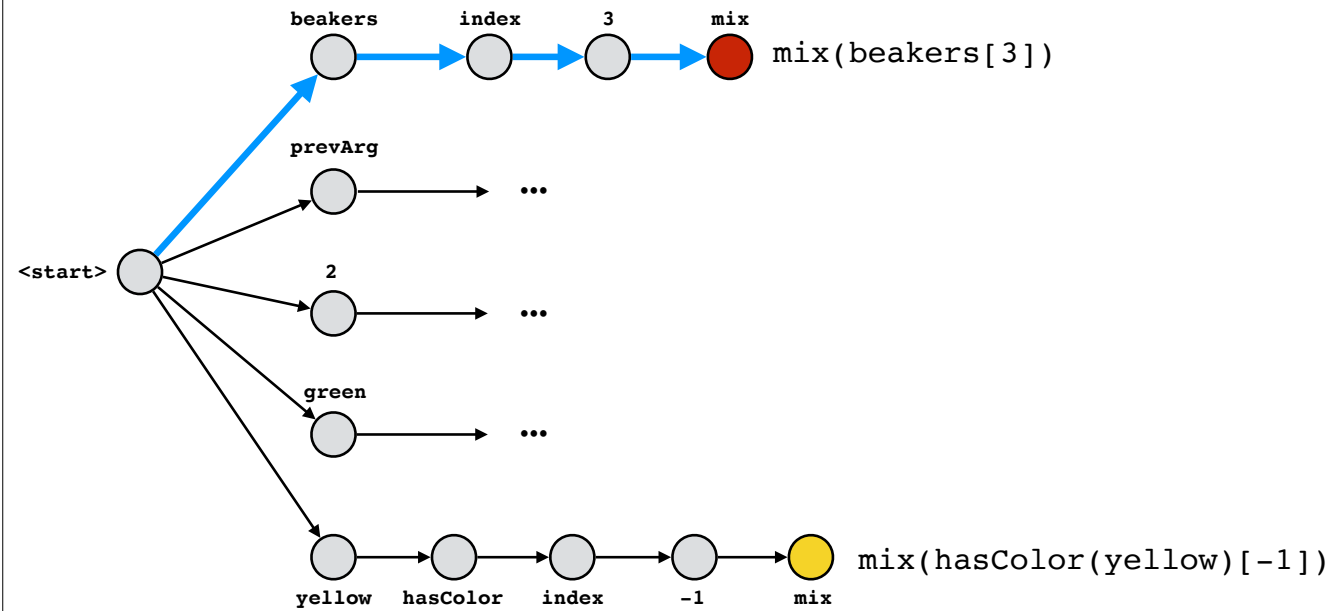 beakers index 3 mix
mix(beakers[3])
prevArg
•••
<start>
2
•••
green
•••
mix(hasColor(yellow)[-1])
yellow hasColor index -1 mix